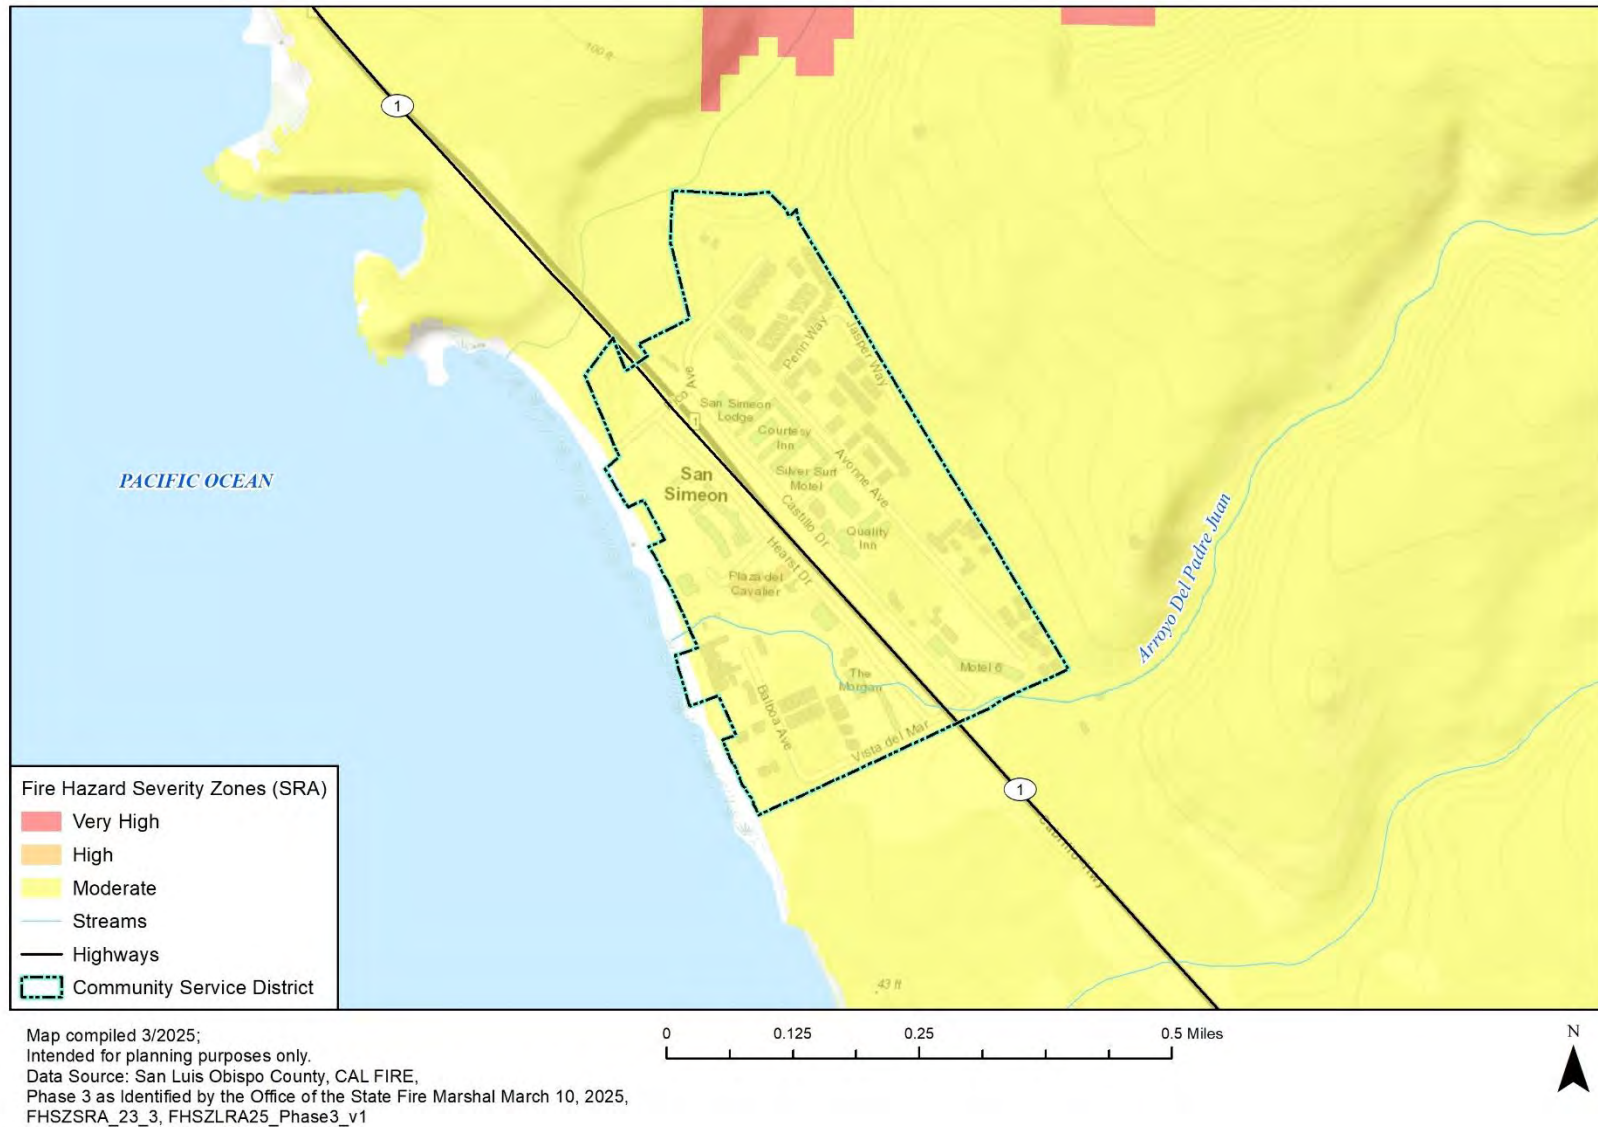 100 ft
1
Penn Way
Jasper Way
San Simeon
Lodge
Courtesy
Inn
1
San
Simeon
Silver Surf
Motel
Avonne Ave
Castillo Dr
Quality
Inn
Hearst Dr
Plaza del
Cavalier
PACIFIC OCEAN
Arroyo Del Padre Juan
The
Morgan
Motel 6
Balboa Ave
Vista del Mar
1
Cabrillo Hwy
43 ft
Fire Hazard Severity Zones (SRA)
Very High
High
Moderate
Streams
Highways
Community Service District
Map compiled 3/2025;
Intended for planning purposes only.
Data Source: San Luis Obispo County, CAL FIRE,
Phase 3 as Identified by the Office of the State Fire Marshal March 10, 2025,
FHSZSRA_23_3, FHSZLRA25_Phase3_v1
0 0.125 0.25 0.5 Miles
N